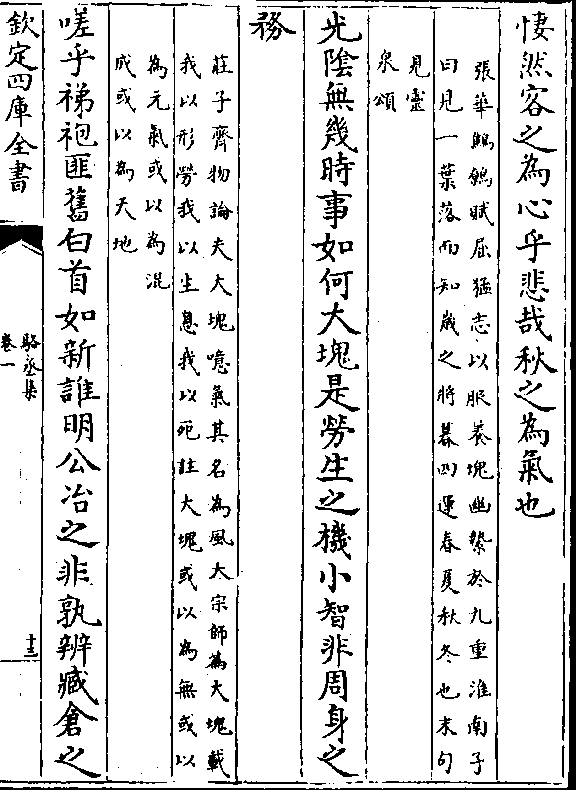 悽然客之為心乎悲哉秋之為氣也
張華鷦鷯賦屈猛志以服養塊幽縶於九重淮南子
曰見一葉落而知歲之將暮四運春夏秋冬也末句
見靈
泉頌
光陰無幾時事如何大塊是勞生之機小智非周身之
務
莊子齊物論夫大塊噫氣其名為風大宗師篇大塊載
我以形勞我以生息我以死註大塊或以為無或以
為元氣或以為混
成或以為天地
嗟乎祶袍匪舊白首如新誰明公冶之非孰辨臧倉之
欽定四庫全書
駱丞集
卷一
十三